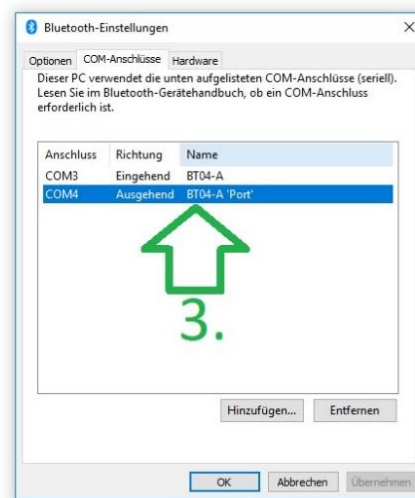 Bluetooth-Einstellungen
Optionen COM-Anschlüsse Hardware
Dieser PC verwendet die unten aufgelisteten COM-Anschlüsse (seriell).
Lesen Sie im Bluetooth-Gerätehandbuch, ob ein COM-Anschluss
erforderlich ist.
Anschluss Richtung Name
COM3 Eingehend BT04-A
COM4 Ausgehend BT04-A 'Port'
3.
Hinzufügen... Entfernen
OK Abbrechen Übernehmen